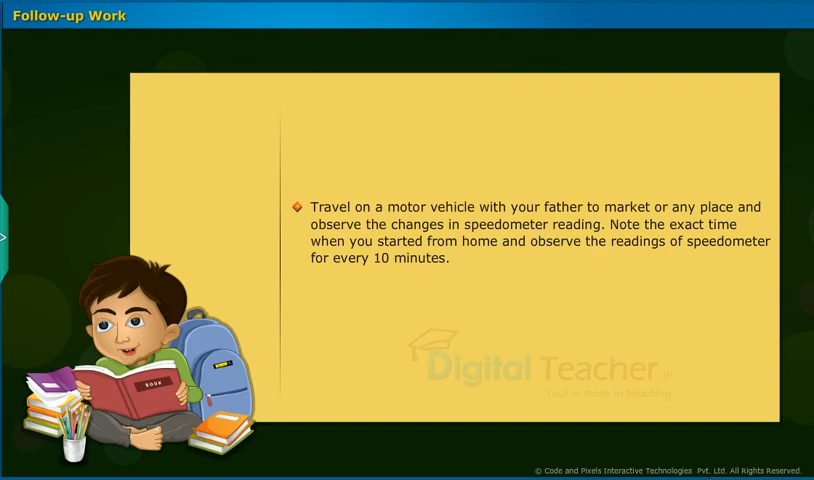 Follow-up Work
Travel on a motor vehicle with your father to market or any place and
observe the changes in speedometer reading. Note the exact time
when you started from home and observe the readings of speedometer
for every 10 minutes.
BOOK
Digital Teacher.in
Your e-mate in teaching
© Code and Pixels Interactive Technologies Pvt. Ltd. All Rights Reserved.